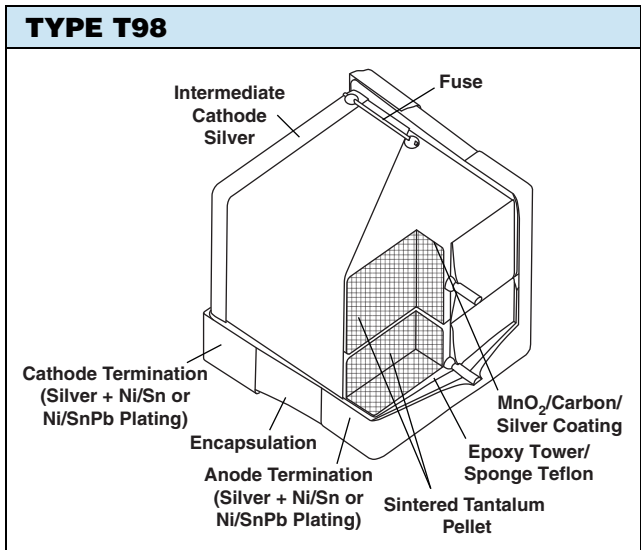 TYPE T98
Fuse
Intermediate
Cathode
Silver
Cathode Termination
(Silver + Ni/Sn or
Ni/SnPb Plating)
Encapsulation
Anode Termination
(Silver + Ni/Sn or
Ni/SnPb Plating)
MnO₂/Carbon/
Silver Coating
Epoxy Tower/
Sponge Teflon
Sintered Tantalum
Pellet